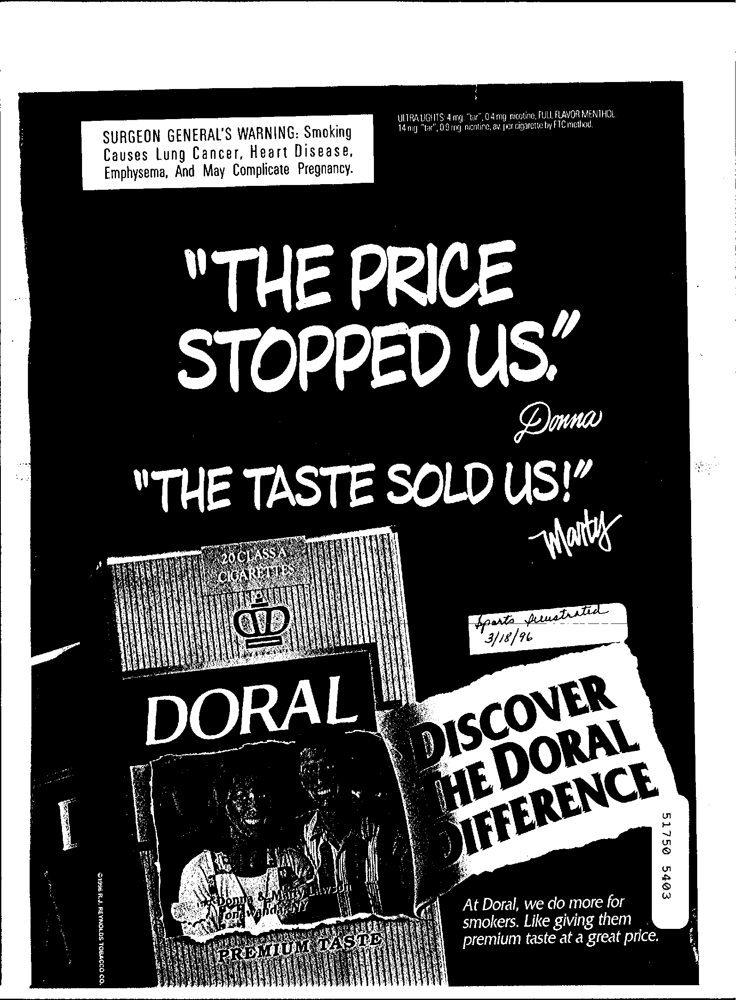 SURGEON GENERAL'S WARNING: Smoking
Causes Lung Cancer, Heart Disease,
Emphysema, And May Complicate Pregnancy.
ULTRA LIGHTS: 4 mg. "tar", 0.4 mg. nicotine, FULL FLAVOR MENTHOL:
14 mg. "tar", 0.9 mg. nicotine, av. per cigarette by FTC method.
"THE PRICE
STOPPED US."
Donna
"THE TASTE SOLD US!"
Marty
20 CLASS A
CIGARETTES
DORAL
Sports Illustrated
3/18/96
DISCOVER
THE DORAL
DIFFERENCE
Donna & Marty Lawson
Tonawanda, NY
PREMIUM TASTE
At Doral, we do more for
smokers. Like giving them
premium taste at a great price.
©1996 R.J. REYNOLDS TOBACCO CO.
51750 5403